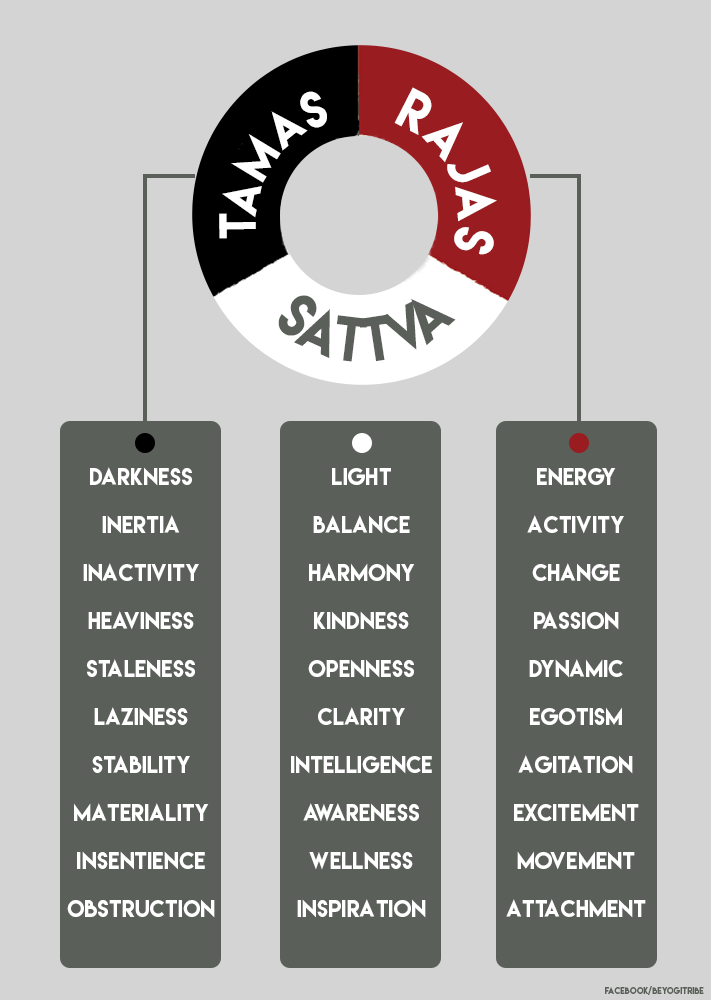 TAMAS
RAJAS
SATTVA
DARKNESS
INERTIA
INACTIVITY
HEAVINESS
STALENESS
LAZINESS
STABILITY
MATERIALITY
INSENTIENCE
OBSTRUCTION
LIGHT
BALANCE
HARMONY
KINDNESS
OPENNESS
CLARITY
INTELLIGENCE
AWARENESS
WELLNESS
INSPIRATION
ENERGY
ACTIVITY
CHANGE
PASSION
DYNAMIC
EGOTISM
AGITATION
EXCITEMENT
MOVEMENT
ATTACHMENT
FACEBOOK/BEYOGITRIBE